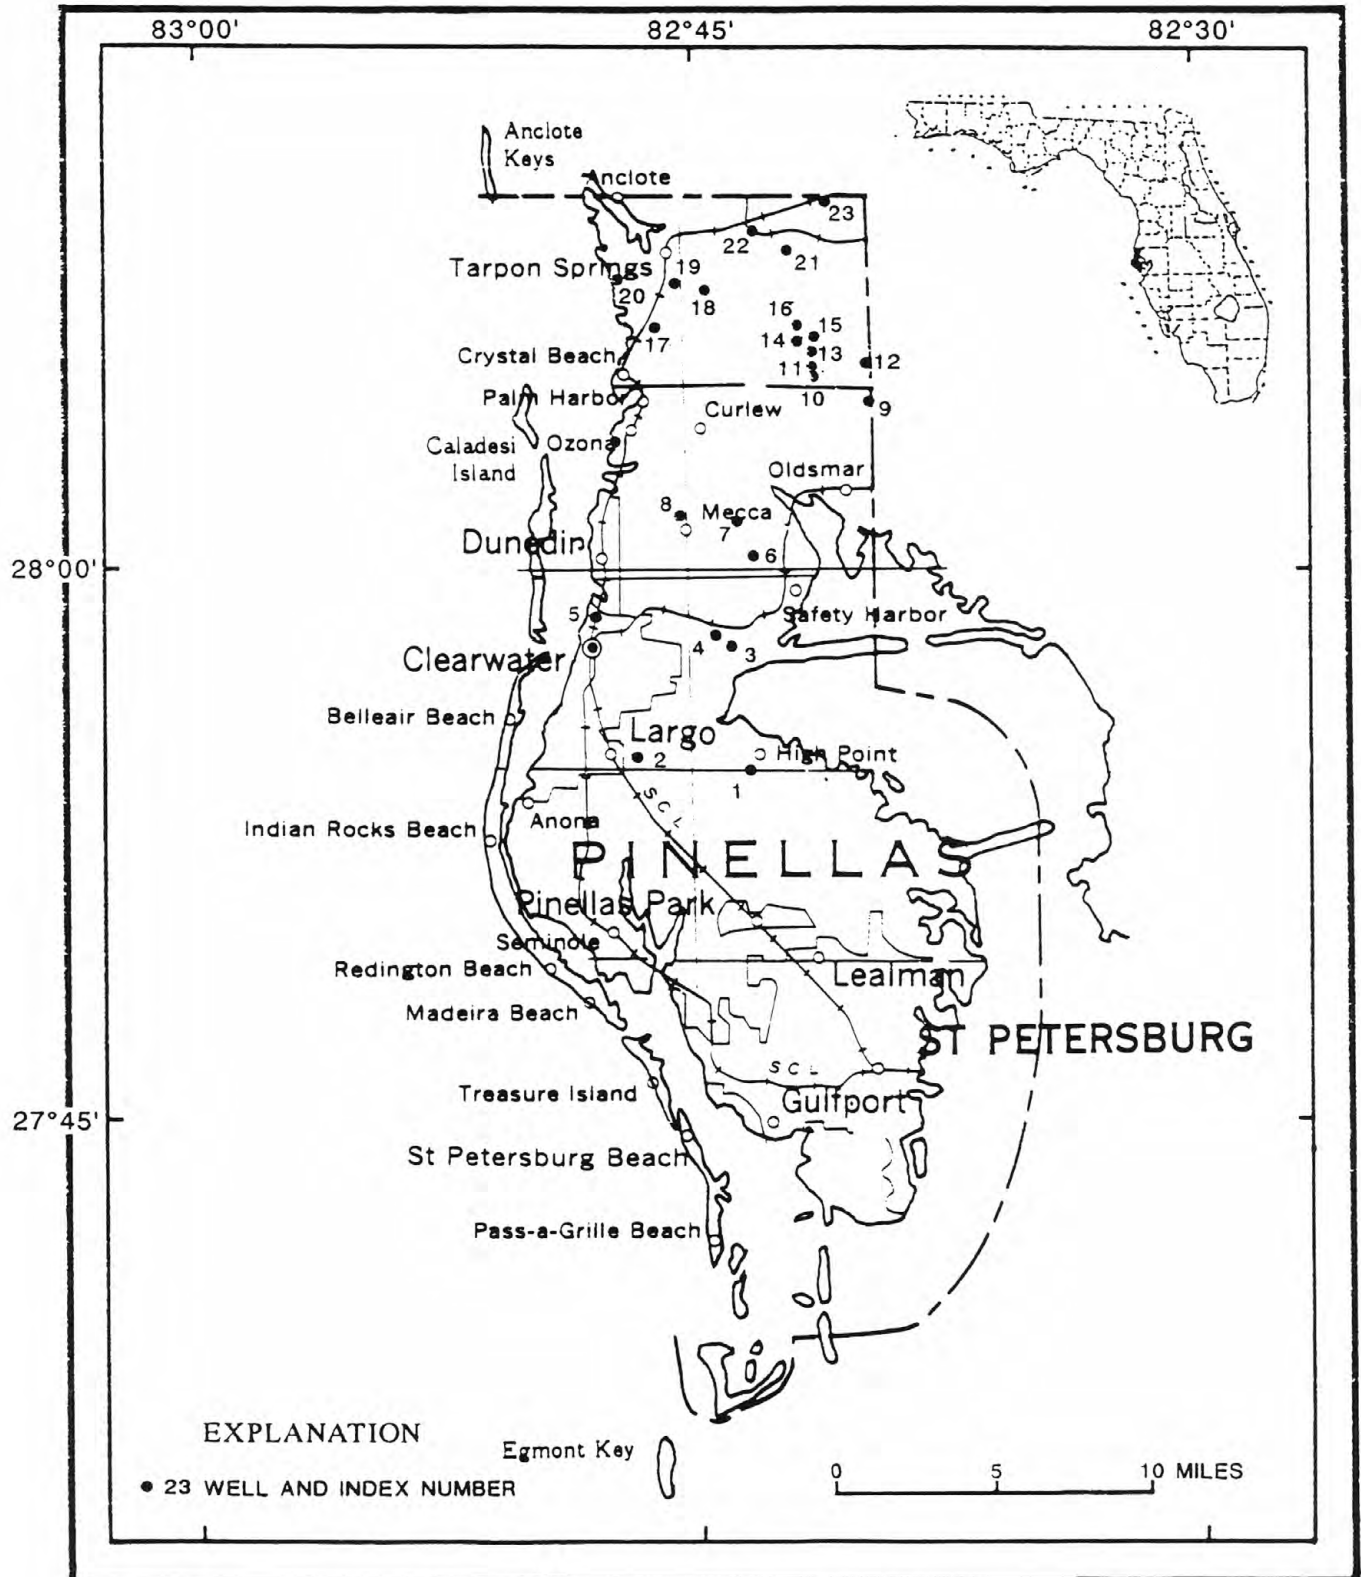 83°00' 82°45' 82°30'
Anclote
Keys
Anclote
23
22
21
Tarpon Springs
19
20
18
16
15
17
14
13
Crystal Beach
11
12
10
Palm Harbor
9
Curlew
Caladesi
Island
Ozona
Oldsmar
8
Mecca
7
Dunedin
6
28°00'
5
Safety Harbor
4
3
Clearwater
Belleair Beach
Largo
2
High Point
1
S C L
Anona
Indian Rocks Beach
PINELLAS
Pinellas Park
Seminole
Redington Beach
Lealman
Madeira Beach
ST PETERSBURG
S C L
Treasure Island
Gulfport
27°45'
St Petersburg Beach
Pass-a-Grille Beach
EXPLANATION
Egmont Key
0 5 10 MILES
● 23 WELL AND INDEX NUMBER